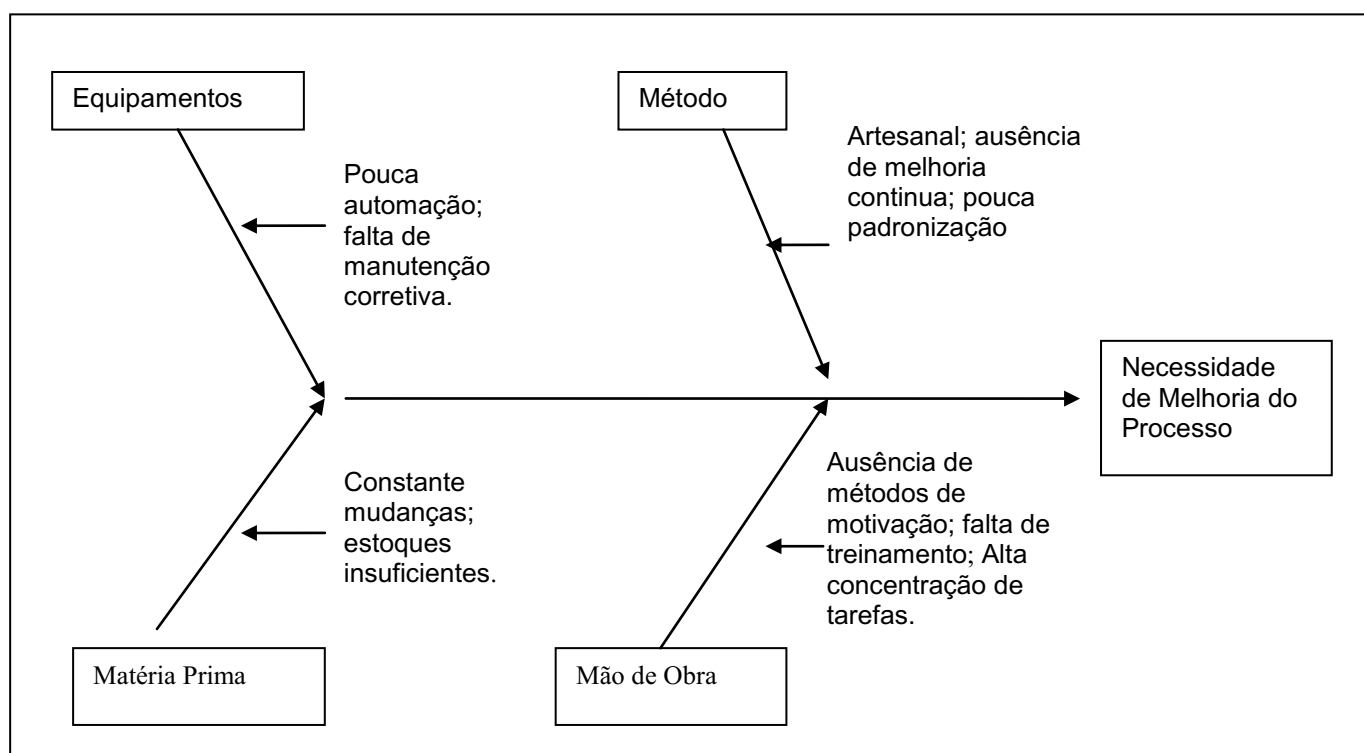 Equipamentos
Método
Artesanal; ausência
de melhoria
continua; pouca
padronização
Pouca
automação;
falta de
manutenção
corretiva.
Necessidade
de Melhoria do
Processo
Constante
mudanças;
estoques
insuficientes.
Ausência de
métodos de
motivação; falta de
treinamento; Alta
concentração de
tarefas.
Matéria Prima
Mão de Obra